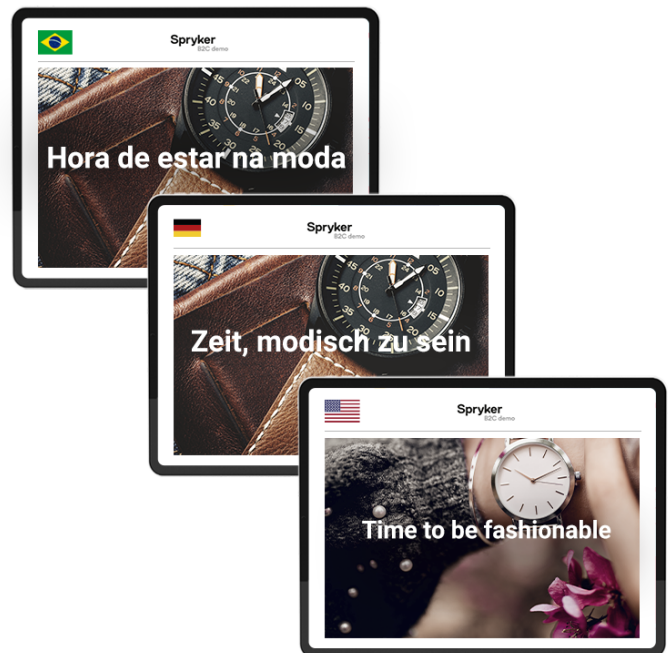 Spryker
B2C demo
Hora de estar na moda
Spryker
B2C demo
Zeit, modisch zu sein
Spryker
B2C demo
Time to be fashionable